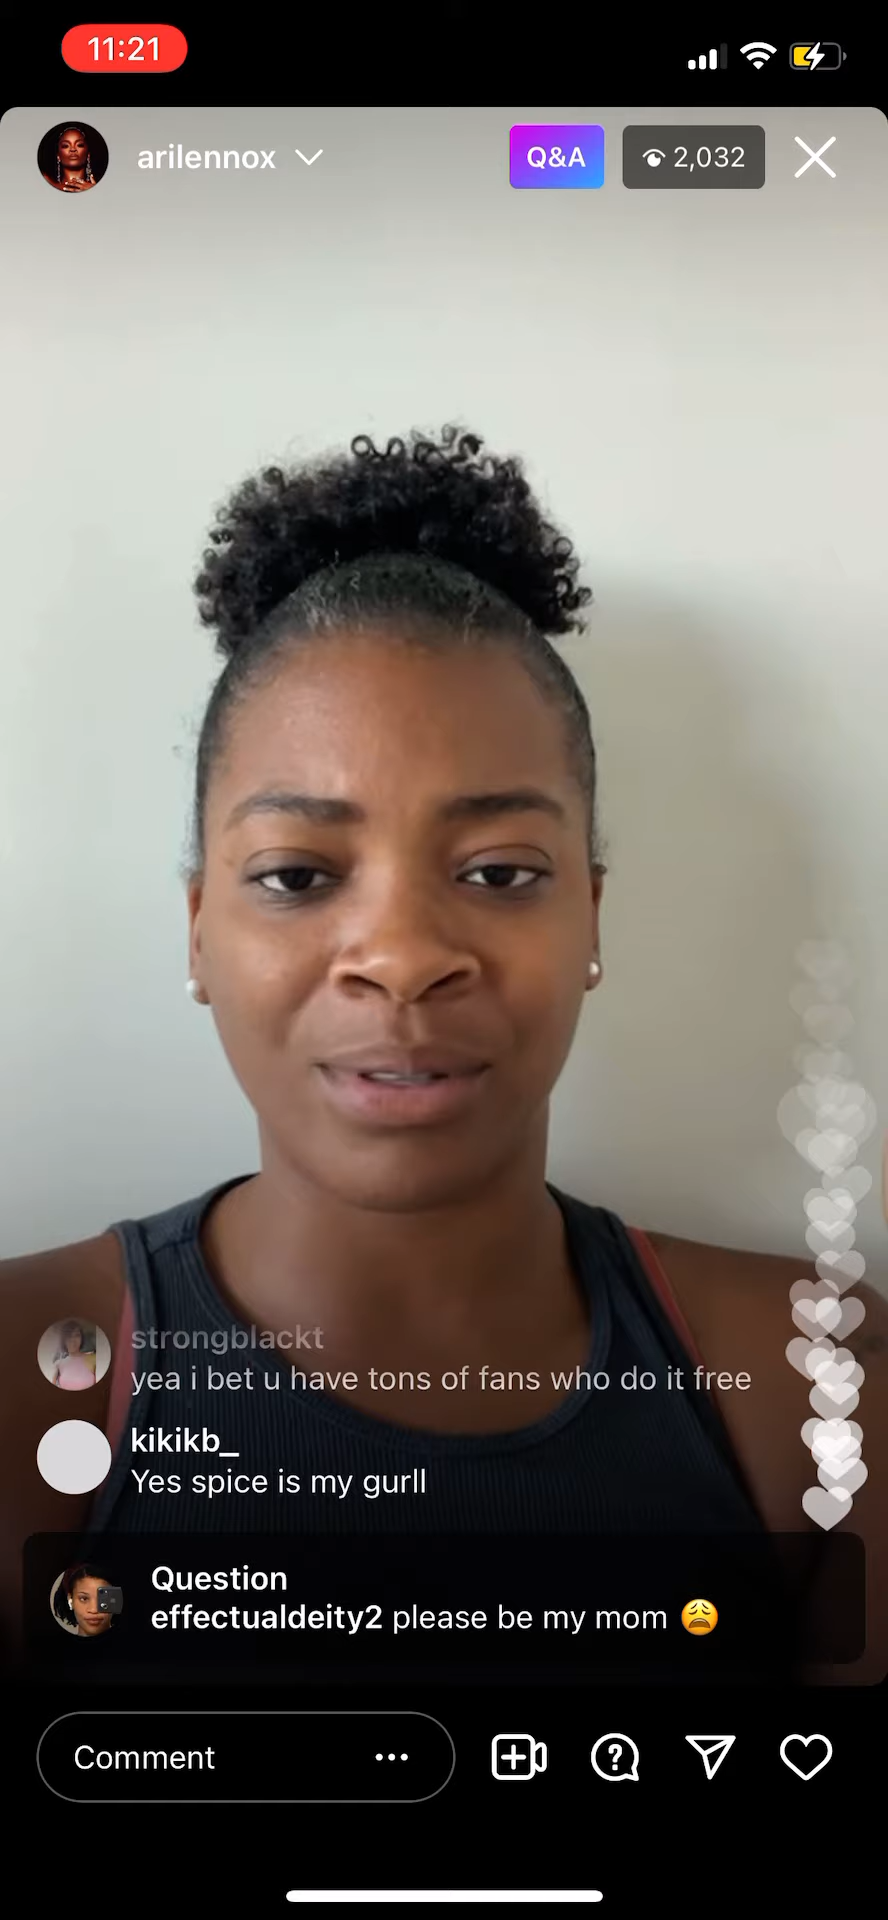 11:21
arilennox
Q&A
2,032
strongblackt
yea i bet u have tons of fans who do it free
kikikb_
Yes spice is my gurll
Question
effectualdeity2 please be my mom 😩
Comment